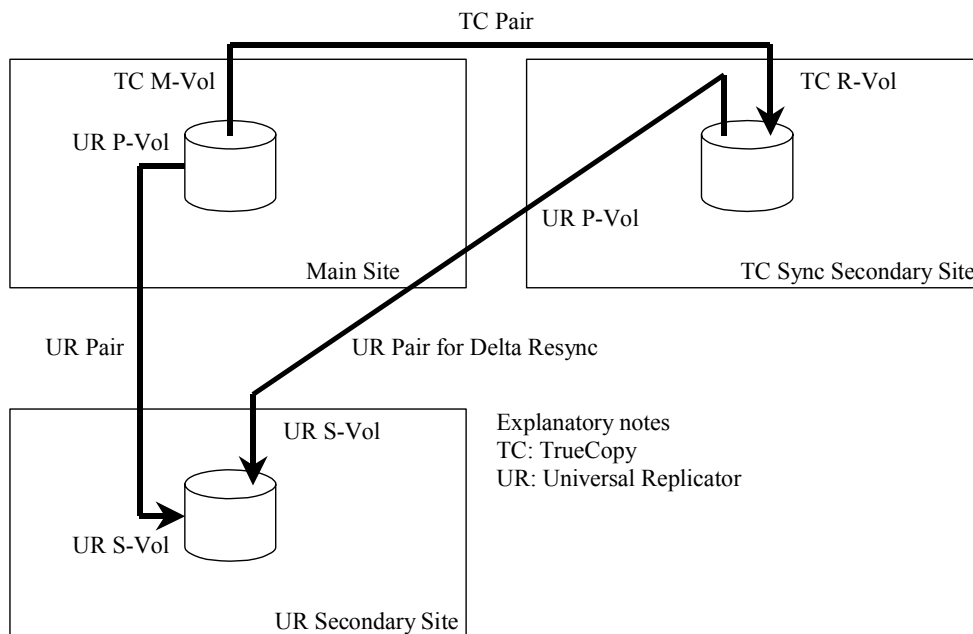 TC Pair
TC M-Vol
TC R-Vol
UR P-Vol
UR P-Vol
Main Site
TC Sync Secondary Site
UR Pair
UR Pair for Delta Resync
UR S-Vol
Explanatory notes
TC: TrueCopy
UR: Universal Replicator
UR S-Vol
UR Secondary Site